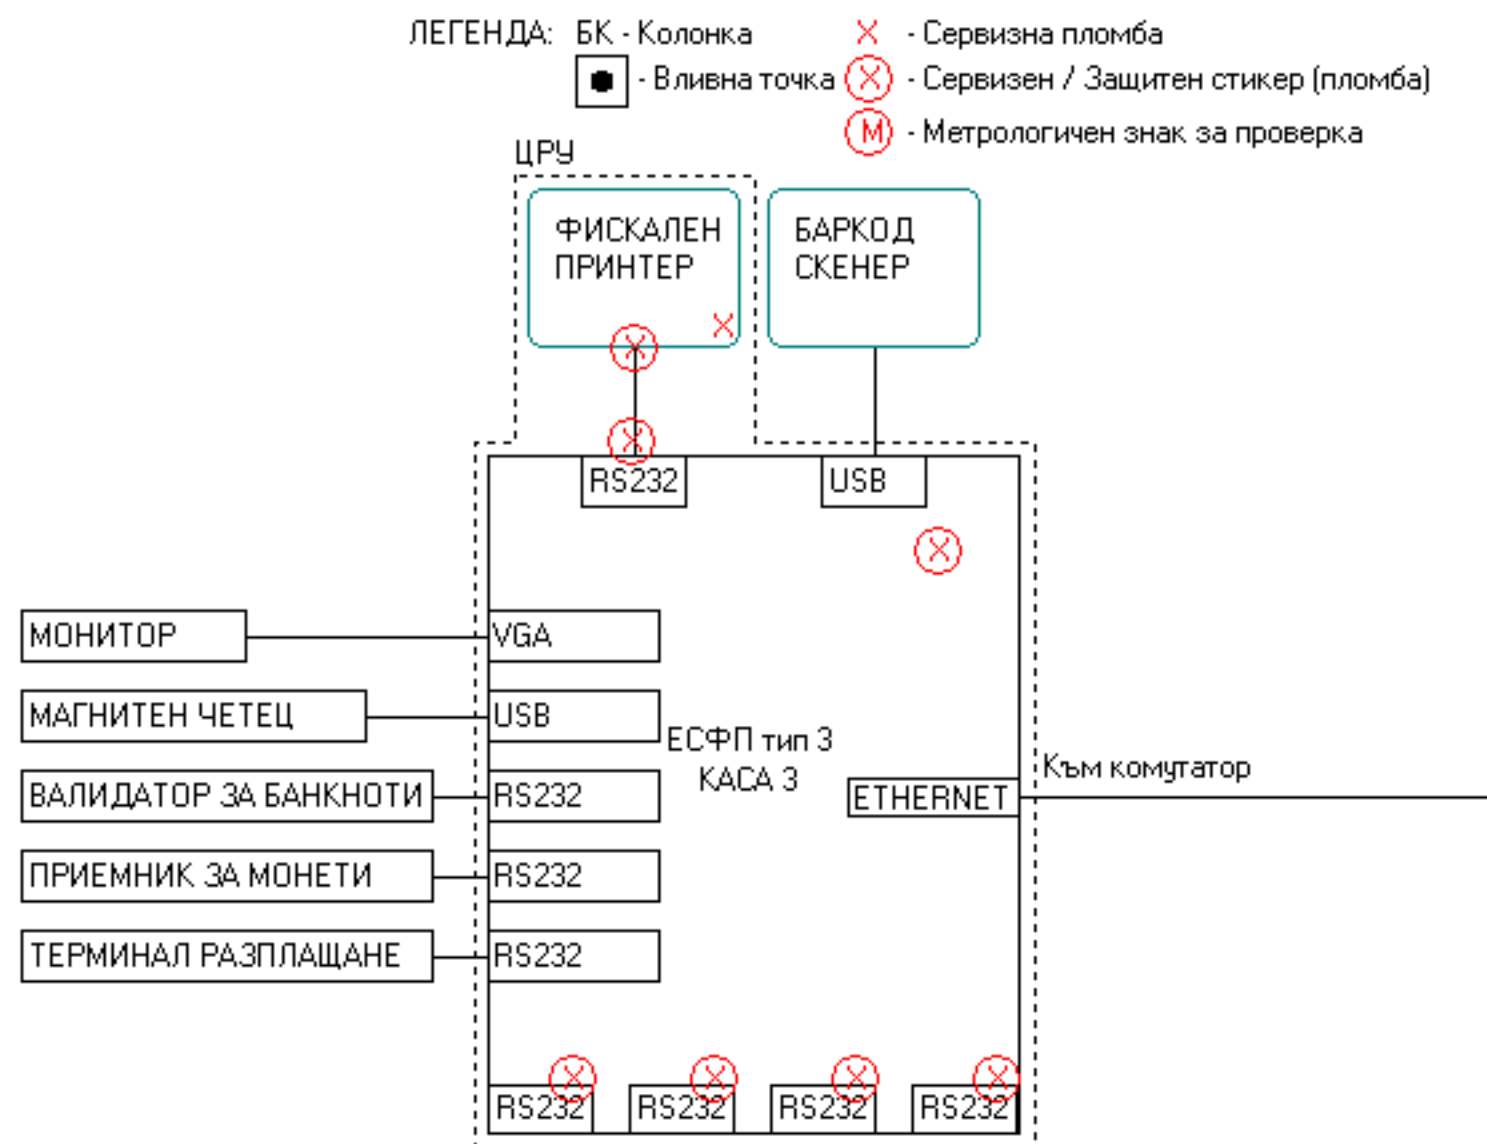 ЛЕГЕНДА: БК - Колонка X - Сервизна пломба
- Вливна точка X - Сервизен / Защитен стикер (пломба)
M - Метрологичен знак за проверка
ЦРУ
ФИСКАЛЕН
ПРИНТЕР
X
X
X
БАРКОД
СКЕНЕР
RS232
USB
X
МОНИТОР
VGA
МАГНИТЕН ЧЕТЕЦ
USB
ЕСФП тип 3
КАСА 3
ВАЛИДАТОР ЗА БАНКНОТИ
RS232
ETHERNET
Към комутатор
ПРИЕМНИК ЗА МОНЕТИ
RS232
ТЕРМИНАЛ РАЗПЛАЩАНЕ
RS232
X X X X
RS232 RS232 RS232 RS232